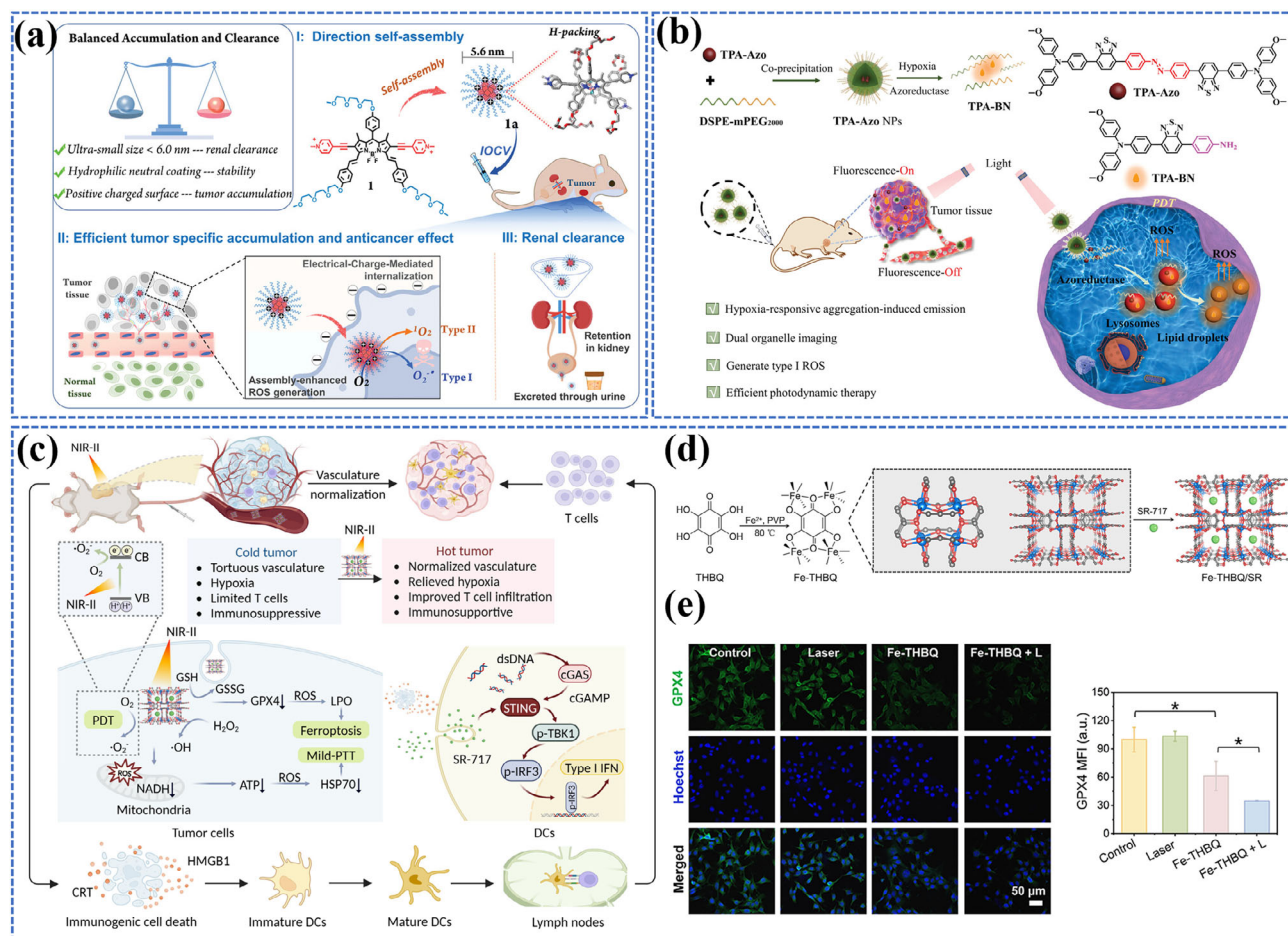 (a)
Balanced Accumulation and Clearance
Ultra-small size < 6.0 nm --- renal clearance
Hydrophilic neutral coating --- stability
Positive charged surface --- tumor accumulation
I: Direction self-assembly
Self-assembly
5.6 nm
H-packing
1
1a
IOCV
Tumor
II: Efficient tumor specific accumulation and anticancer effect
Tumor
tissue
Normal
tissue
Electrical-Charge-Mediated
internalization
¹O₂ Type II
O₂
O₂·⁻ Type I
Assembly-enhanced
ROS generation
III: Renal clearance
Retention
in kidney
Excreted through urine
(b)
TPA-Azo
+
DSPE-mPEG2000
Co-precipitation
TPA-Azo NPs
Hypoxia
Azoreductase
TPA-BN
TPA-Azo
NH₂
TPA-BN
Fluorescence-On
Tumor tissue
Fluorescence-Off
Light
PDT
ROS
ROS
Azoreductase
Lysosomes
Lipid droplets
Hypoxia-responsive aggregation-induced emission
Dual organelle imaging
Generate type I ROS
Efficient photodynamic therapy
(c)
NIR-II
Vasculature
normalization
T cells
·O₂⁻
O₂
CB
NIR-II
VB
H⁺ H⁺
Cold tumor
• Tortuous vasculature
• Hypoxia
• Limited T cells
• Immunosuppressive
NIR-II
Hot tumor
• Normalized vasculature
• Relieved hypoxia
• Improved T cell infiltration
• Immunosupportive
NIR-II
GSH
GSSG
GPX4
ROS
LPO
O₂
PDT
·O₂⁻
H₂O₂
·OH
Ferroptosis
Mild-PTT
ROS
NADH
ATP
ROS
HSP70
Mitochondria
Tumor cells
dsDNA
cGAS
cGAMP
STING
SR-717
p-TBK1
p-IRF3
Type I IFN
p-IRF3
DCs
CRT
HMGB1
Immunogenic cell death
Immature DCs
Mature DCs
Lymph nodes
(d)
HO
OH
HO
OH
O
O
THBQ
Fe²⁺, PVP
80 °C
Fe
Fe
Fe
Fe
Fe-THBQ
SR-717
Fe-THBQ/SR
(e)
Control
Laser
Fe-THBQ
Fe-THBQ + L
GPX4
Hoechst
Merged
50 μm
GPX4 MFI (a.u.)
150
120
90
60
30
0
*
*
Control
Laser
Fe-THBQ
Fe-THBQ + L